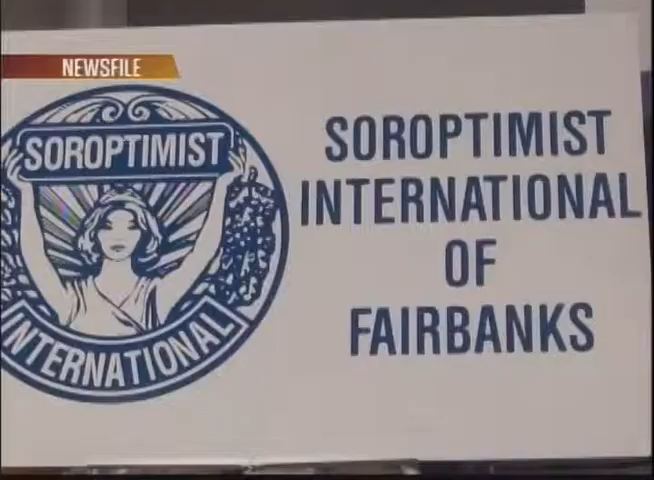 NEWSFILE
SOROPTIMIST
INTERNATIONAL
SOROPTIMIST
INTERNATIONAL
OF
FAIRBANKS